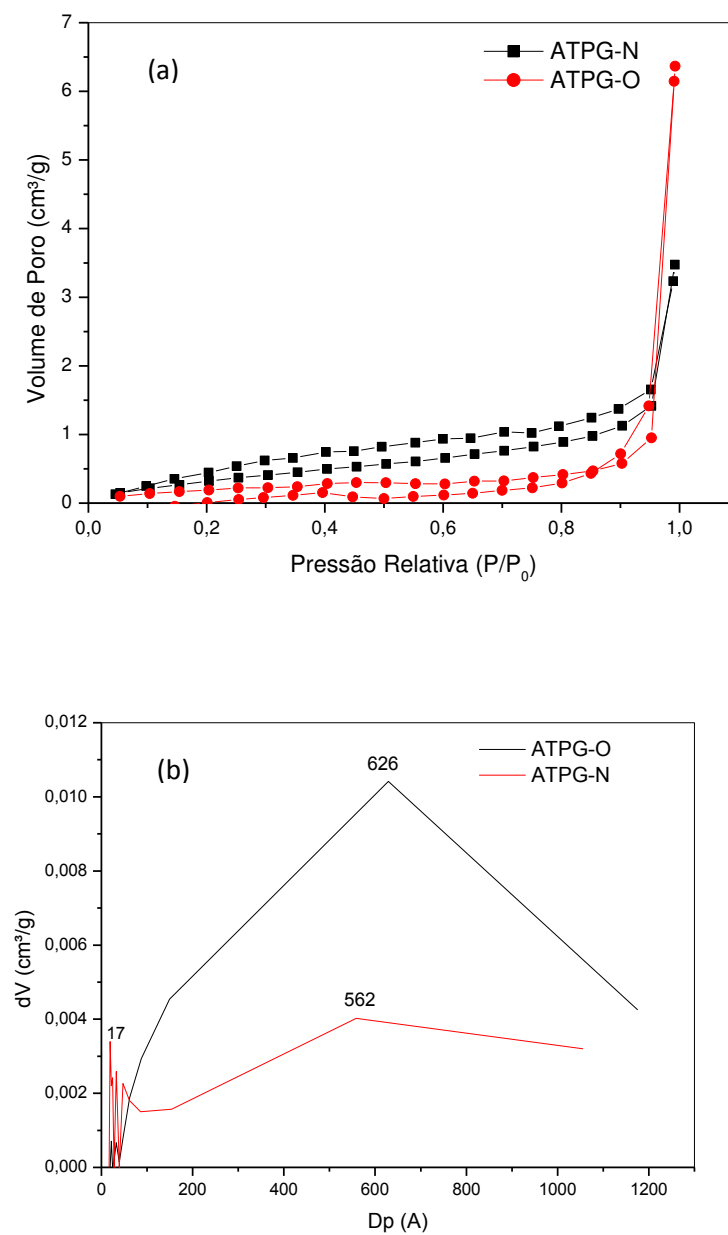 (a)
ATPG-N
ATPG-O
Volume de Poro (cm³/g)
7
6
5
4
3
2
1
0
0,0 0,2 0,4 0,6 0,8 1,0
Pressão Relativa (P/P₀)
(b)
ATPG-O
ATPG-N
626
562
17
dV (cm³/g)
0,012
0,010
0,008
0,006
0,004
0,002
0,000
0 200 400 600 800 1000 1200
Dp (A)